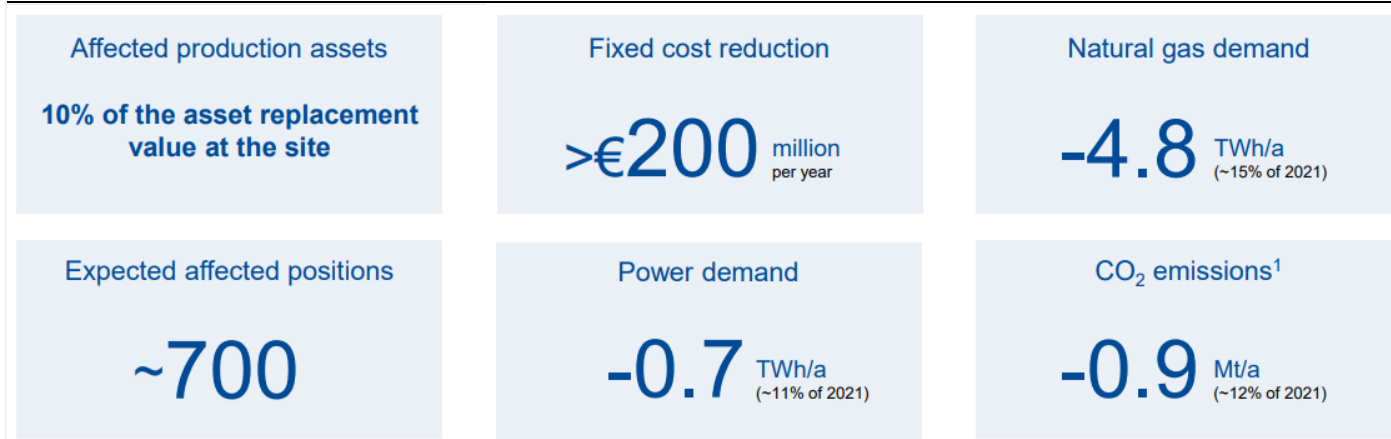 Affected production assets
10% of the asset replacement
value at the site
Fixed cost reduction
>€200 million
per year
Natural gas demand
-4.8 TWh/a
(~15% of 2021)
Expected affected positions
~700
Power demand
-0.7 TWh/a
(~11% of 2021)
CO₂ emissions¹
-0.9 Mt/a
(~12% of 2021)